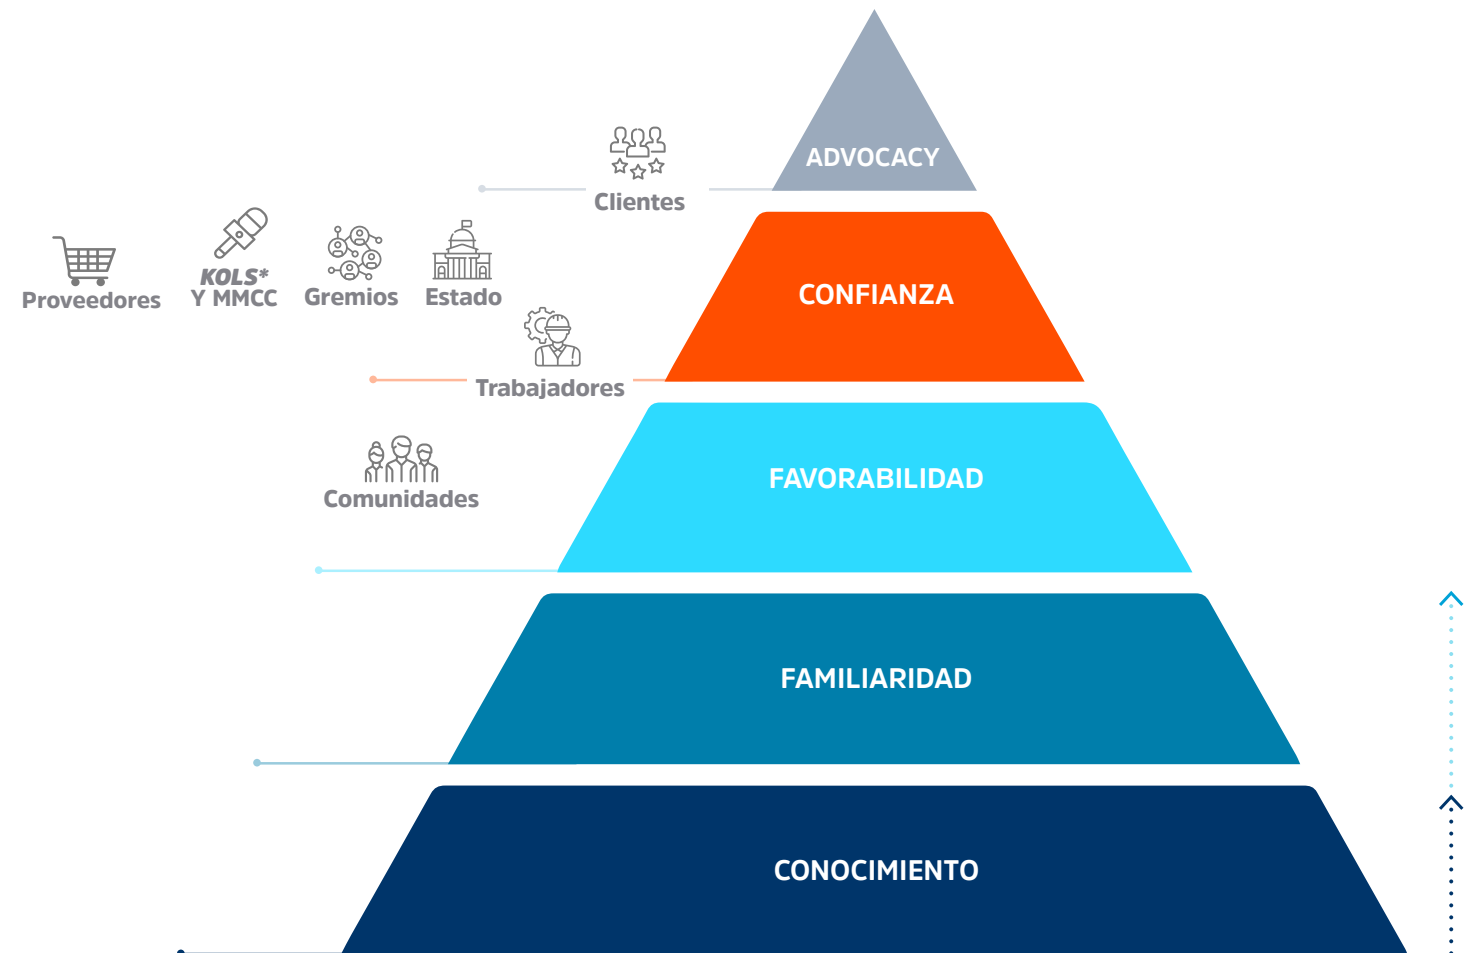 ADVOCACY
Clientes
CONFIANZA
Proveedores
KOLS*
Y MMCC
Gremios
Estado
Trabajadores
FAVORABILIDAD
Comunidades
FAMILIARIDAD
CONOCIMIENTO